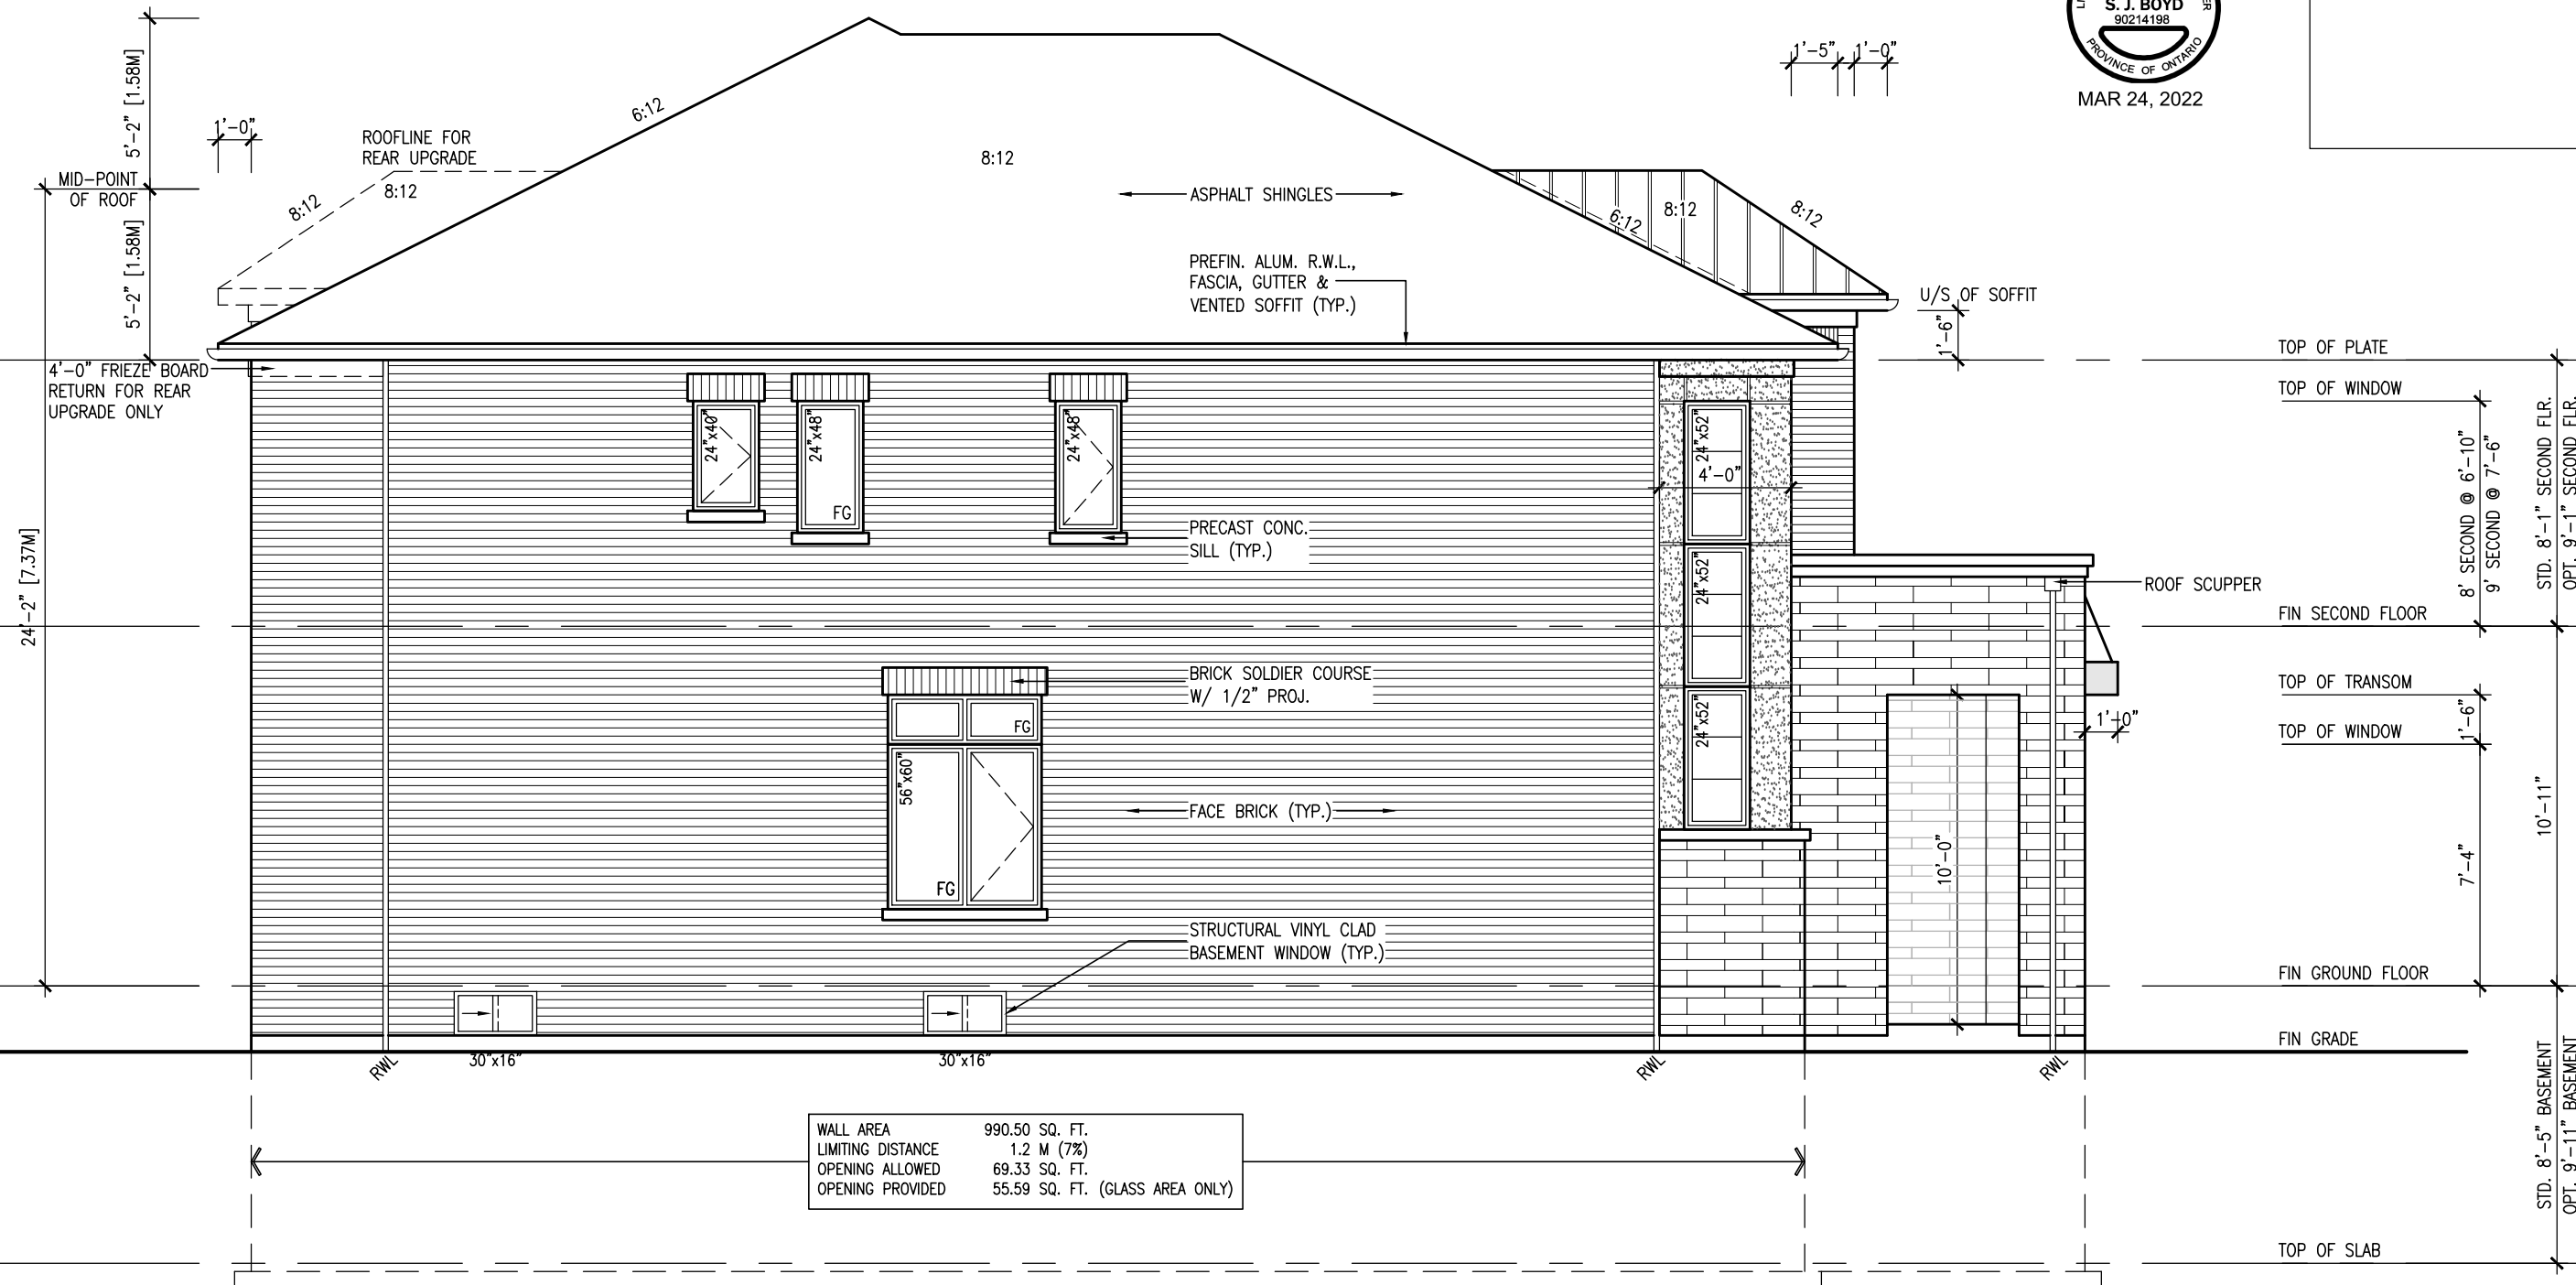 S. J. BOYD
90214198
PROVINCE OF ONTARIO
MAR 24, 2022
5'-2" [1.58M]
5'-2" [1.58M]
1'-0"
MID-POINT
OF ROOF
24'-2" [7.37M]
ROOFLINE FOR
REAR UPGRADE
8:12
8:12
6:12
8:12
ASPHALT SHINGLES
PREFIN. ALUM. R.W.L.,
FASCIA, GUTTER &
VENTED SOFFIT (TYP.)
1'-5"
1'-0"
6:12
8:12
8:12
U/S OF SOFFIT
1'-6"
4'-0" FRIEZE BOARD
RETURN FOR REAR
UPGRADE ONLY
24"x40"
24"x48"
FG
24"x48"
PRECAST CONC.
SILL (TYP.)
24"x52"
4'-0"
24"x52"
24"x52"
BRICK SOLDIER COURSE
W/ 1/2" PROJ.
FG
56"x60"
FG
FACE BRICK (TYP.)
STRUCTURAL VINYL CLAD
BASEMENT WINDOW (TYP.)
ROOF SCUPPER
1'-0"
10'-0"
TOP OF PLATE
TOP OF WINDOW
FIN SECOND FLOOR
TOP OF TRANSOM
TOP OF WINDOW
FIN GROUND FLOOR
FIN GRADE
TOP OF SLAB
8' SECOND @ 6'-10"
9' SECOND @ 7'-6"
STD. 8'-1" SECOND FLR.
OPT. 9'-1" SECOND FLR.
1'-6"
7'-4"
10'-11"
STD. 8'-5" BASEMENT
OPT. 9'-11" BASEMENT
RWL
30"x16"
30"x16"
RWL
RWL
WALL AREA 990.50 SQ. FT.
LIMITING DISTANCE 1.2 M (7%)
OPENING ALLOWED 69.33 SQ. FT.
OPENING PROVIDED 55.59 SQ. FT. (GLASS AREA ONLY)